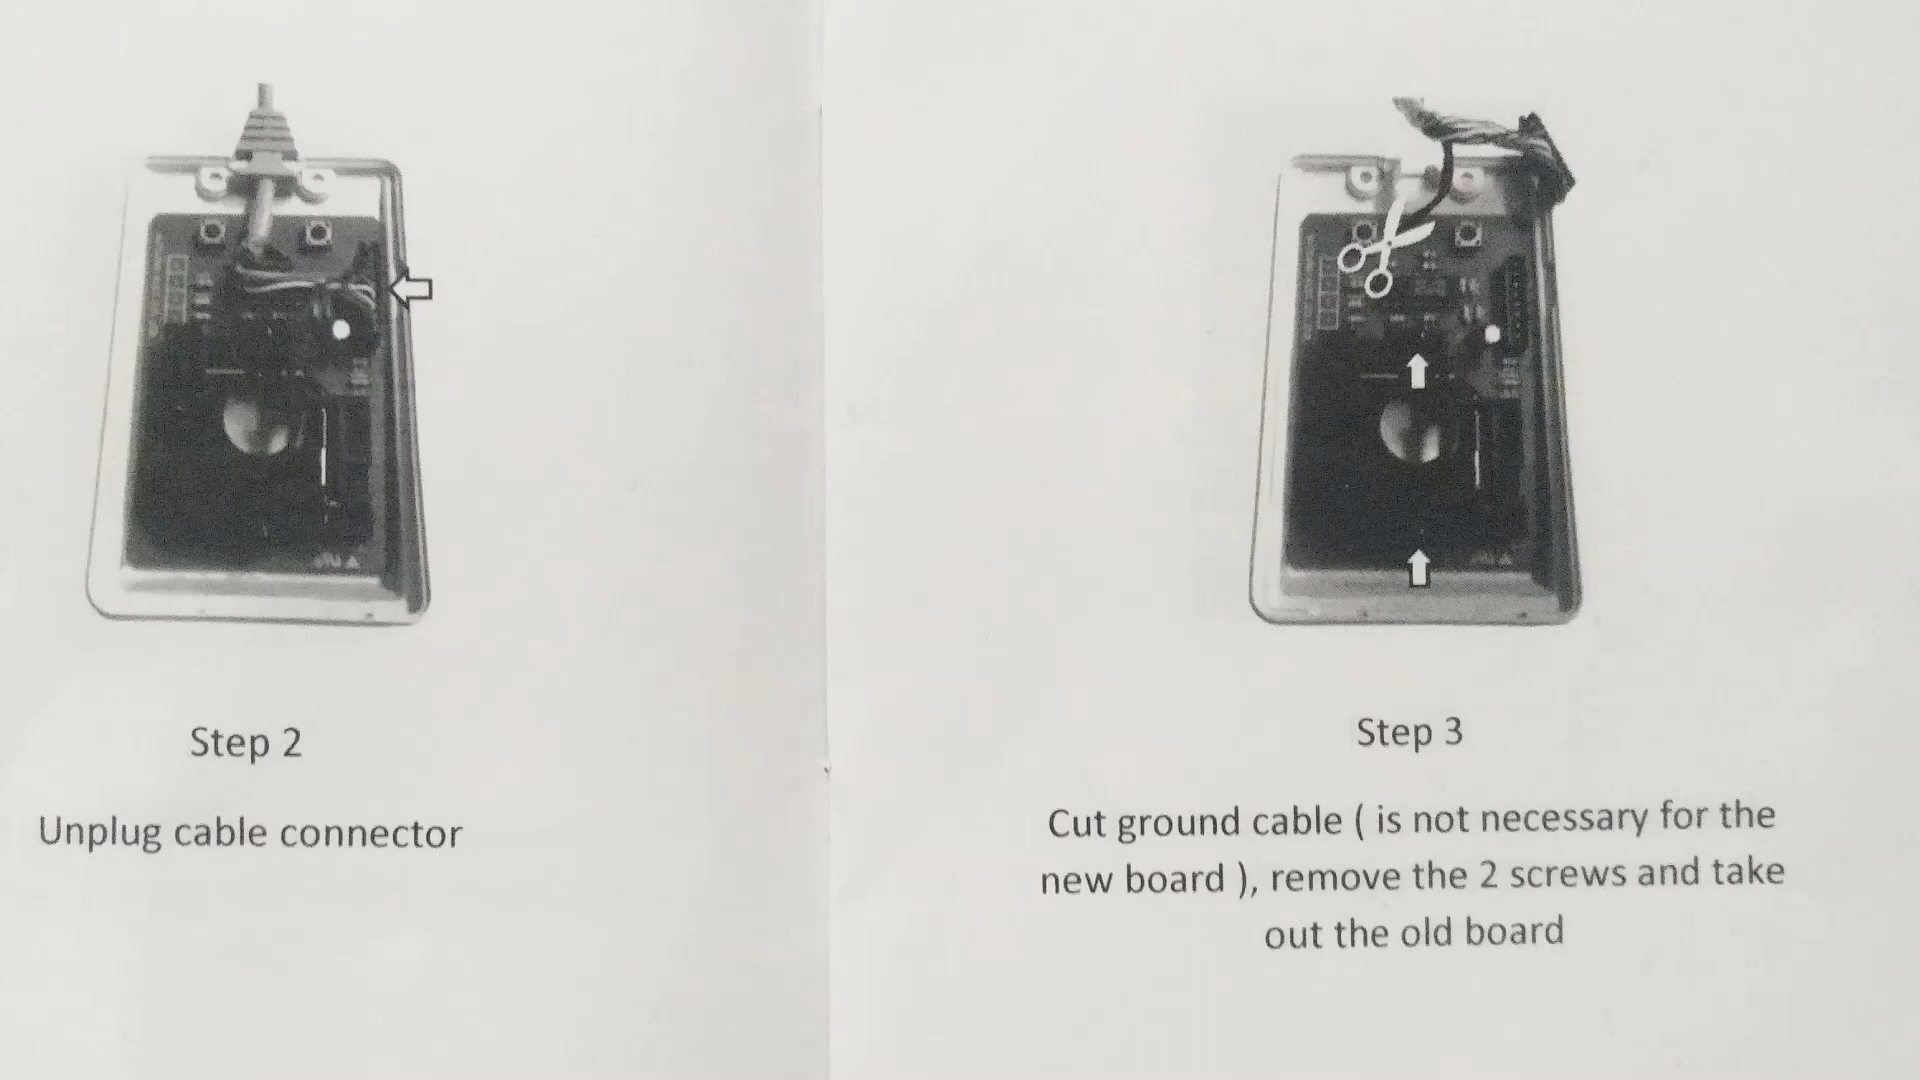 Step 2
Unplug cable connector
Step 3
Cut ground cable ( is not necessary for the
new board ), remove the 2 screws and take
out the old board